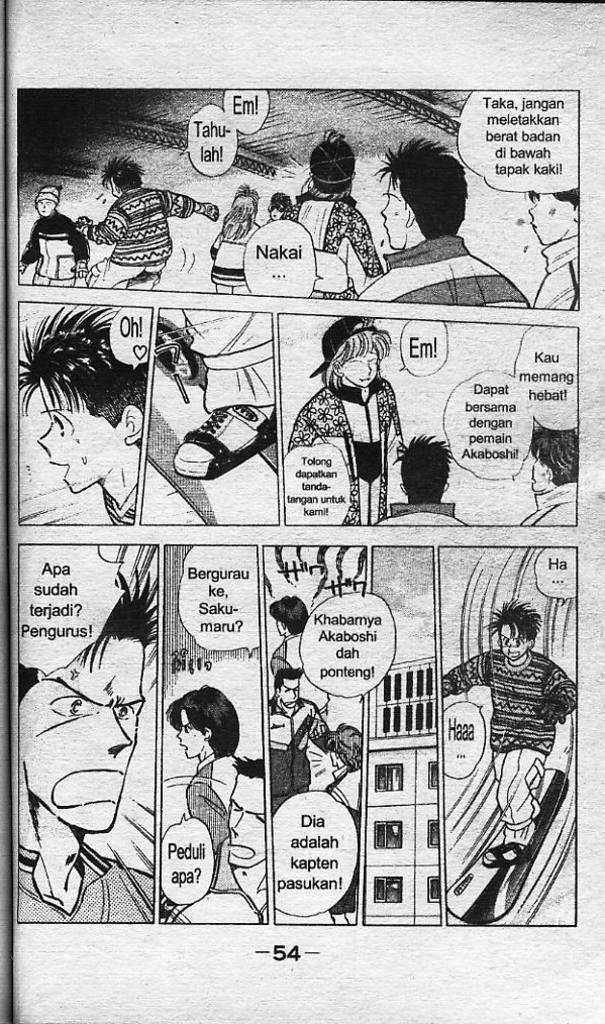 Taka, jangan
meletakkan
berat badan
di bawah
tapak kaki!
Em!
Tahu-
lah!
Nakai
...
Kau
memang
hebat!
Dapat
bersama
dengan
pemain
Akaboshi!
Em!
Tolong
dapatkan
tanda-
tangan untuk
kami!
Oh!
Ha
...
Haaa
...
Khabarnya
Akaboshi
dah
ponteng!
Dia
adalah
kapten
pasukan!
Bergurau
ke,
Saku-
maru?
Peduli
apa?
Apa
sudah
terjadi?
Pengurus!
—54—